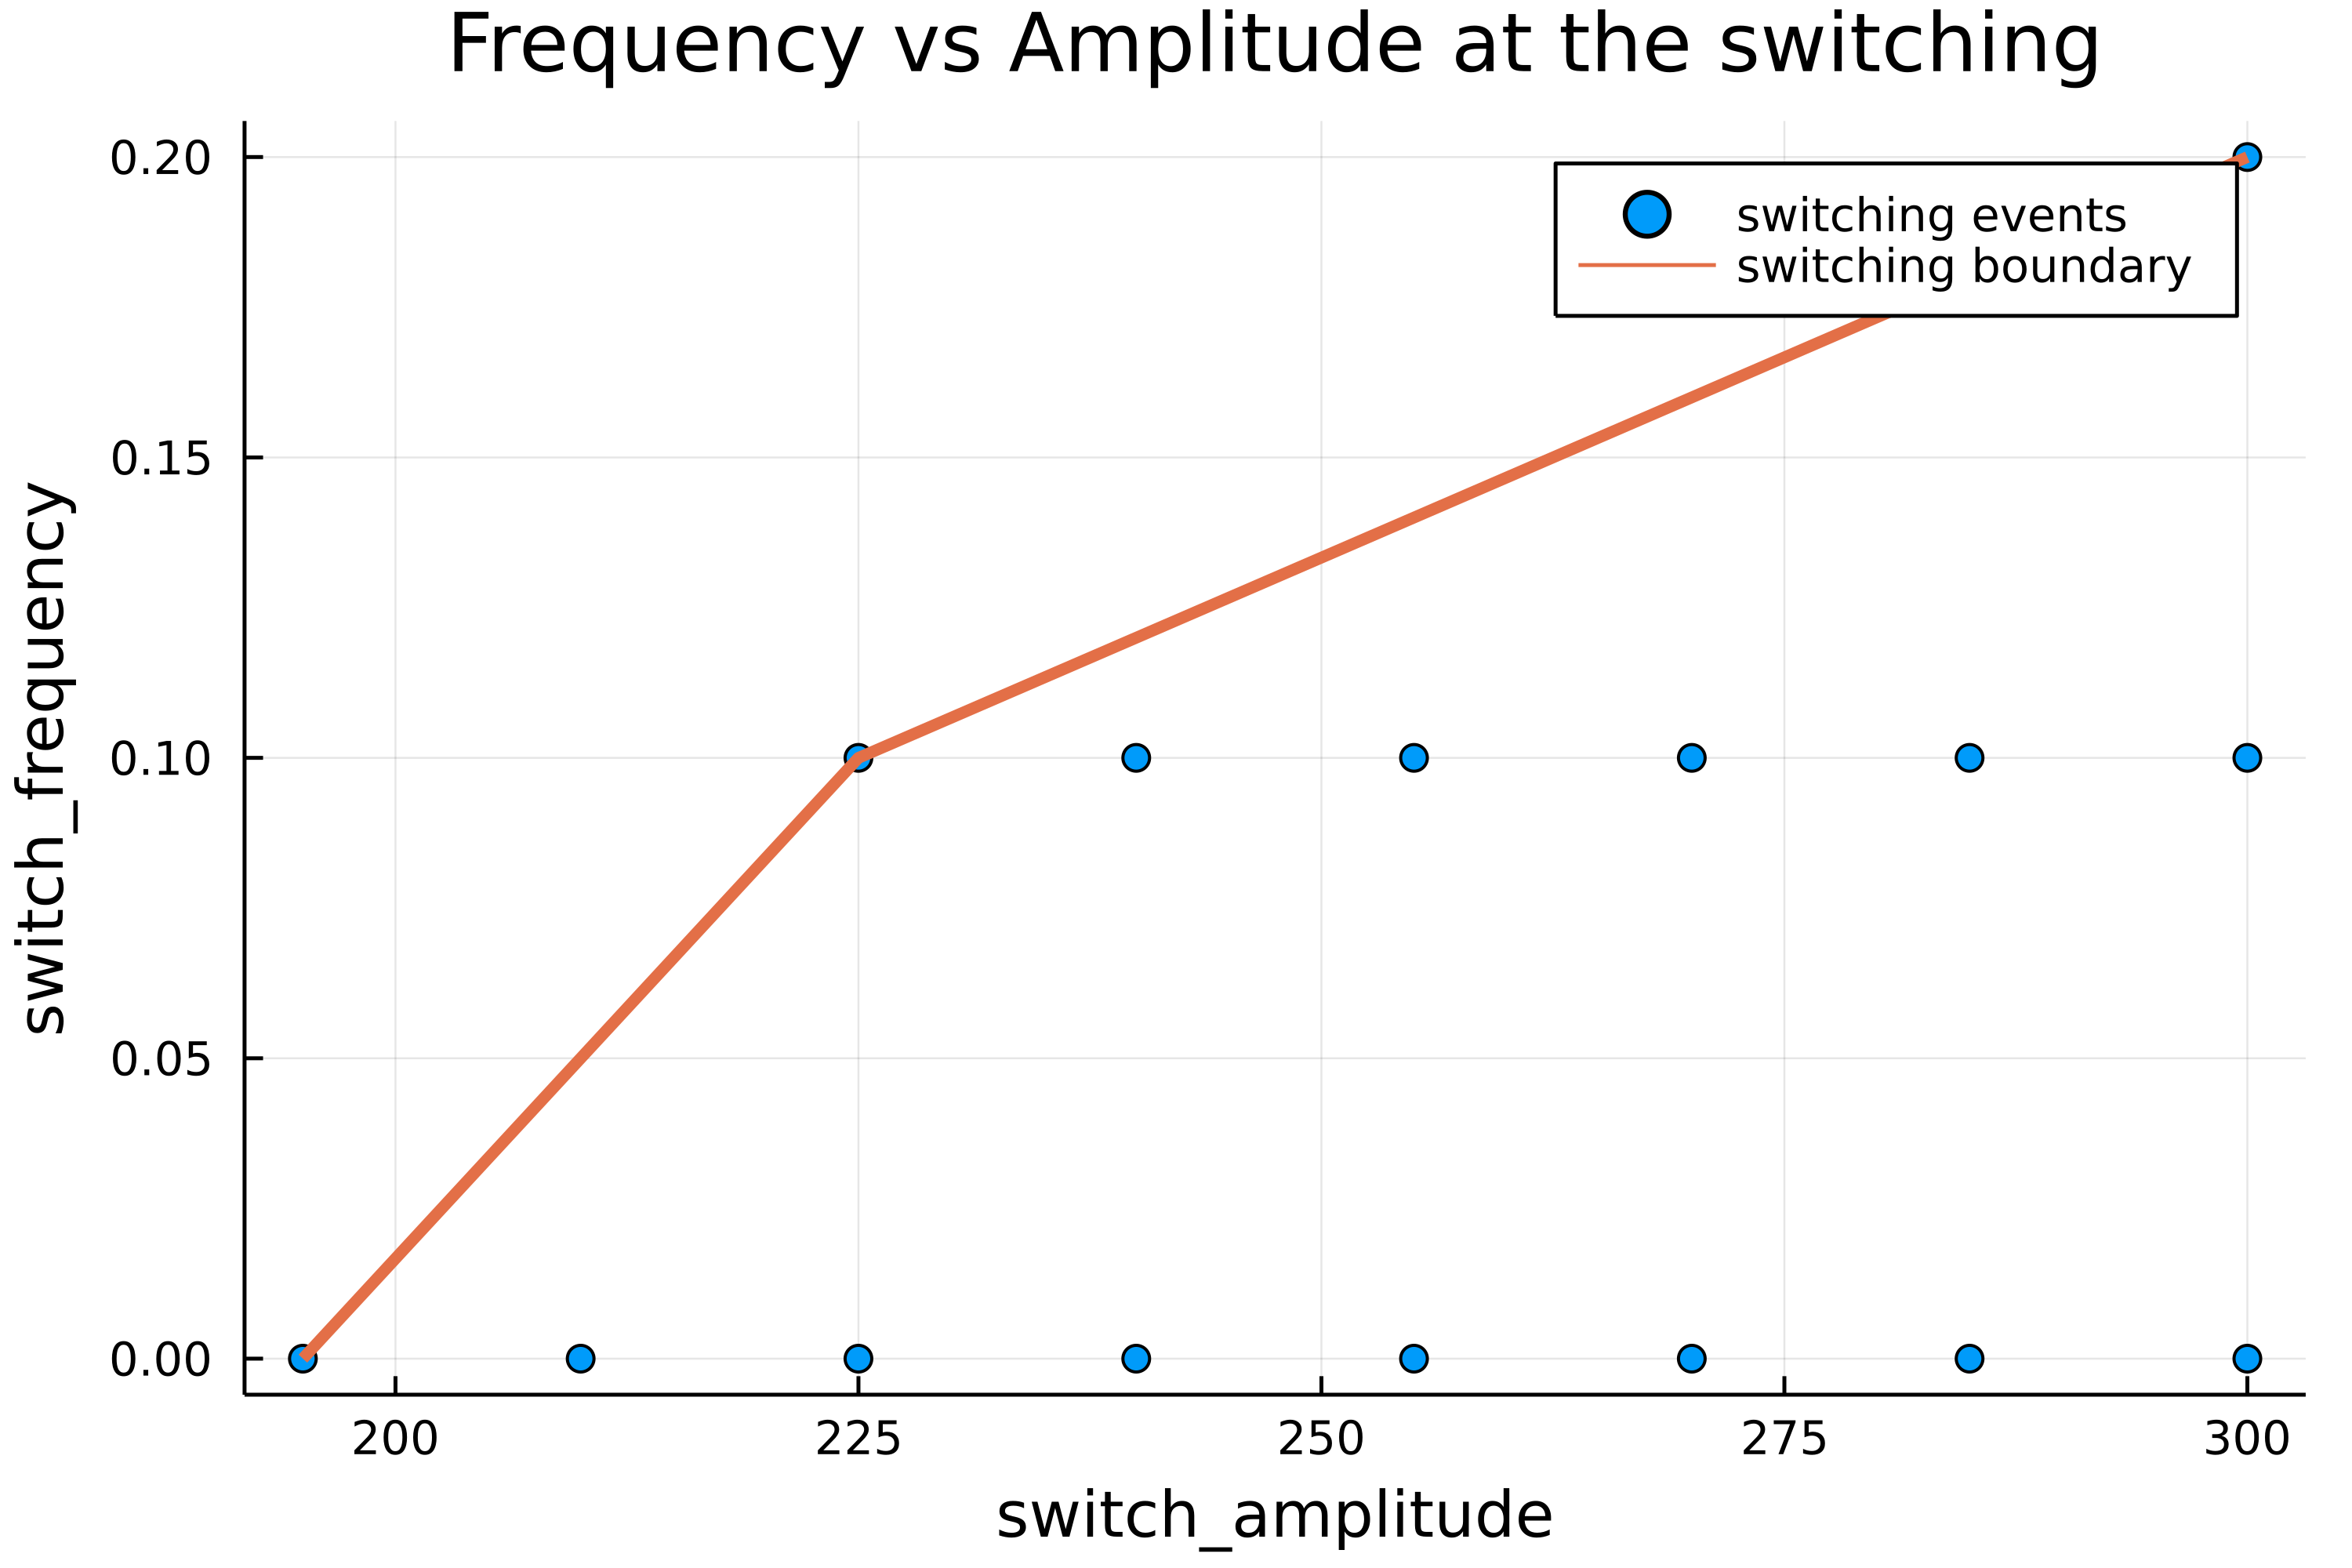 Frequency vs Amplitude at the switching
switch_frequency
0.20
0.15
0.10
0.05
0.00
switching events
switching boundary
200
225
250
275
300
switch_amplitude